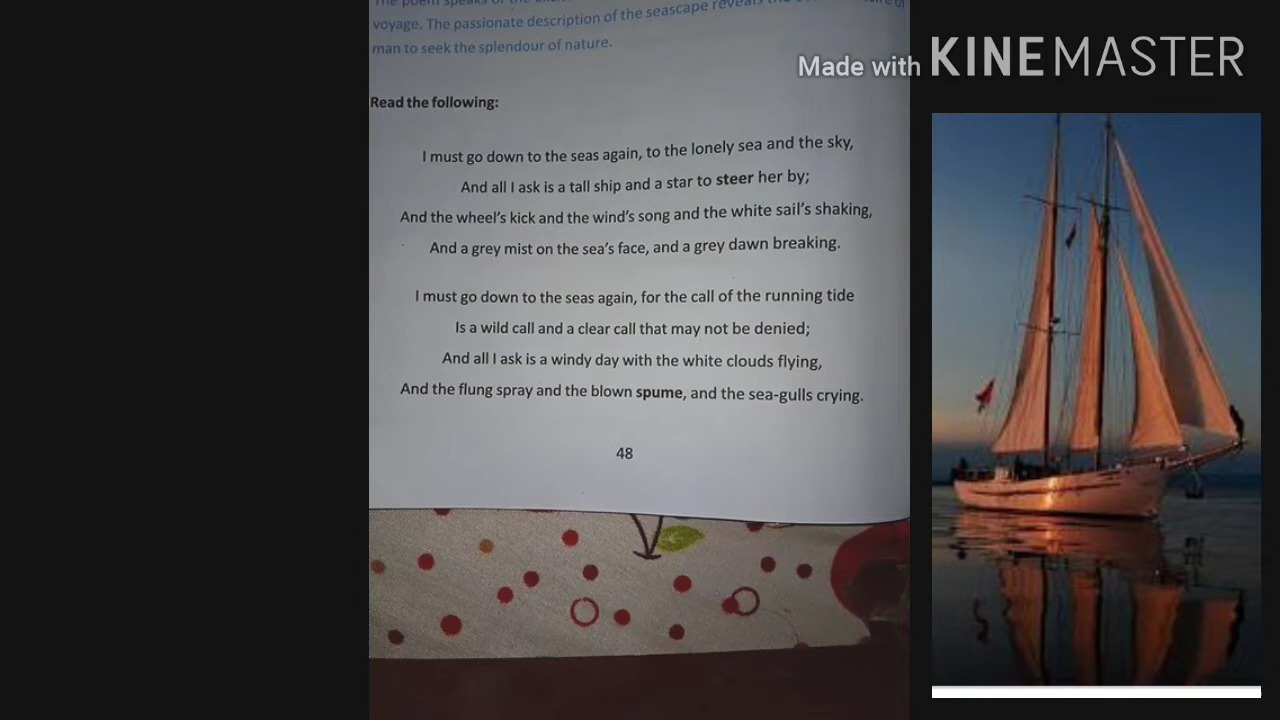 The poem speaks of the
voyage. The passionate description of the seascape reveals the
man to seek the splendour of nature.
Made with KINEMASTER
Read the following:
I must go down to the seas again, to the lonely sea and the sky,
And all I ask is a tall ship and a star to steer her by;
And the wheel's kick and the wind's song and the white sail's shaking,
And a grey mist on the sea's face, and a grey dawn breaking.
I must go down to the seas again, for the call of the running tide
Is a wild call and a clear call that may not be denied;
And all I ask is a windy day with the white clouds flying,
And the flung spray and the blown spume, and the sea-gulls crying.
48